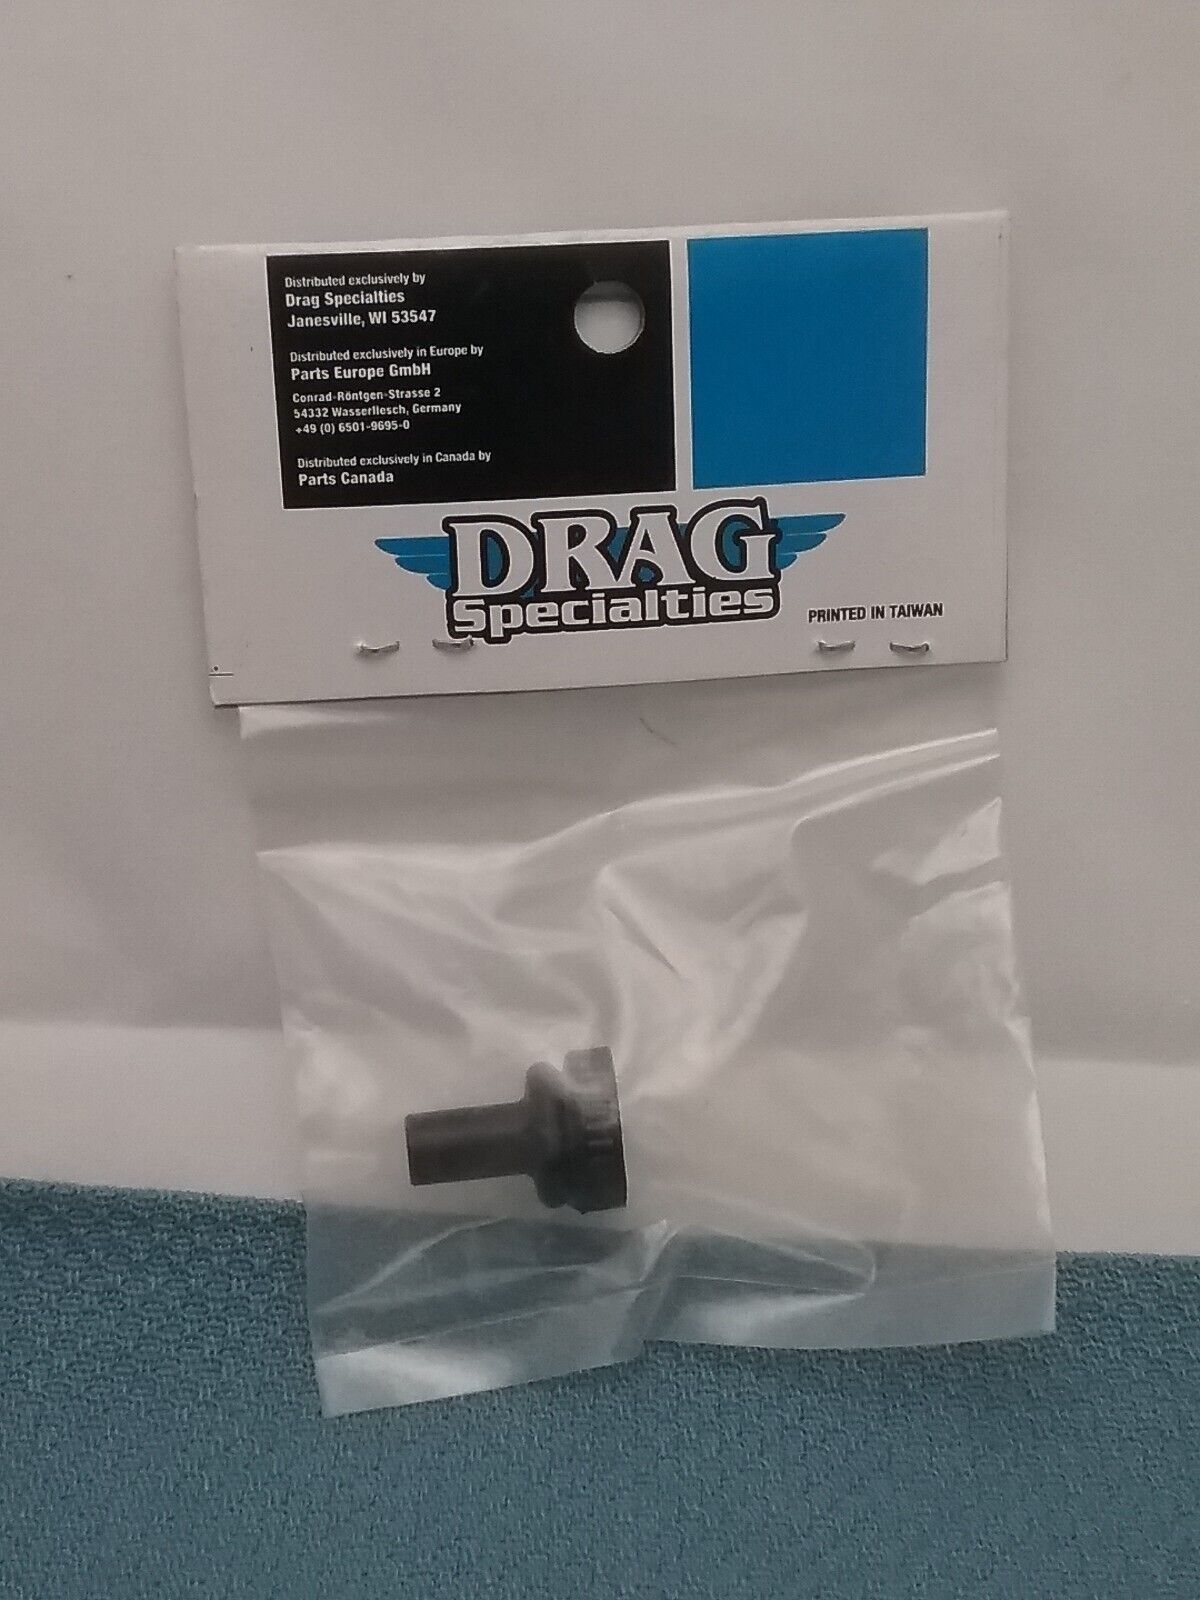 Distributed exclusively by
Drag Specialties
Janesville, WI 53547
Distributed exclusively in Europe by
Parts Europe GmbH
Conrad-Röntgen-Strasse 2
54332 Wasserliesch, Germany
+49 (0) 6501-9695-0
Distributed exclusively in Canada by
Parts Canada
DRAG
Specialties
PRINTED IN TAIWAN